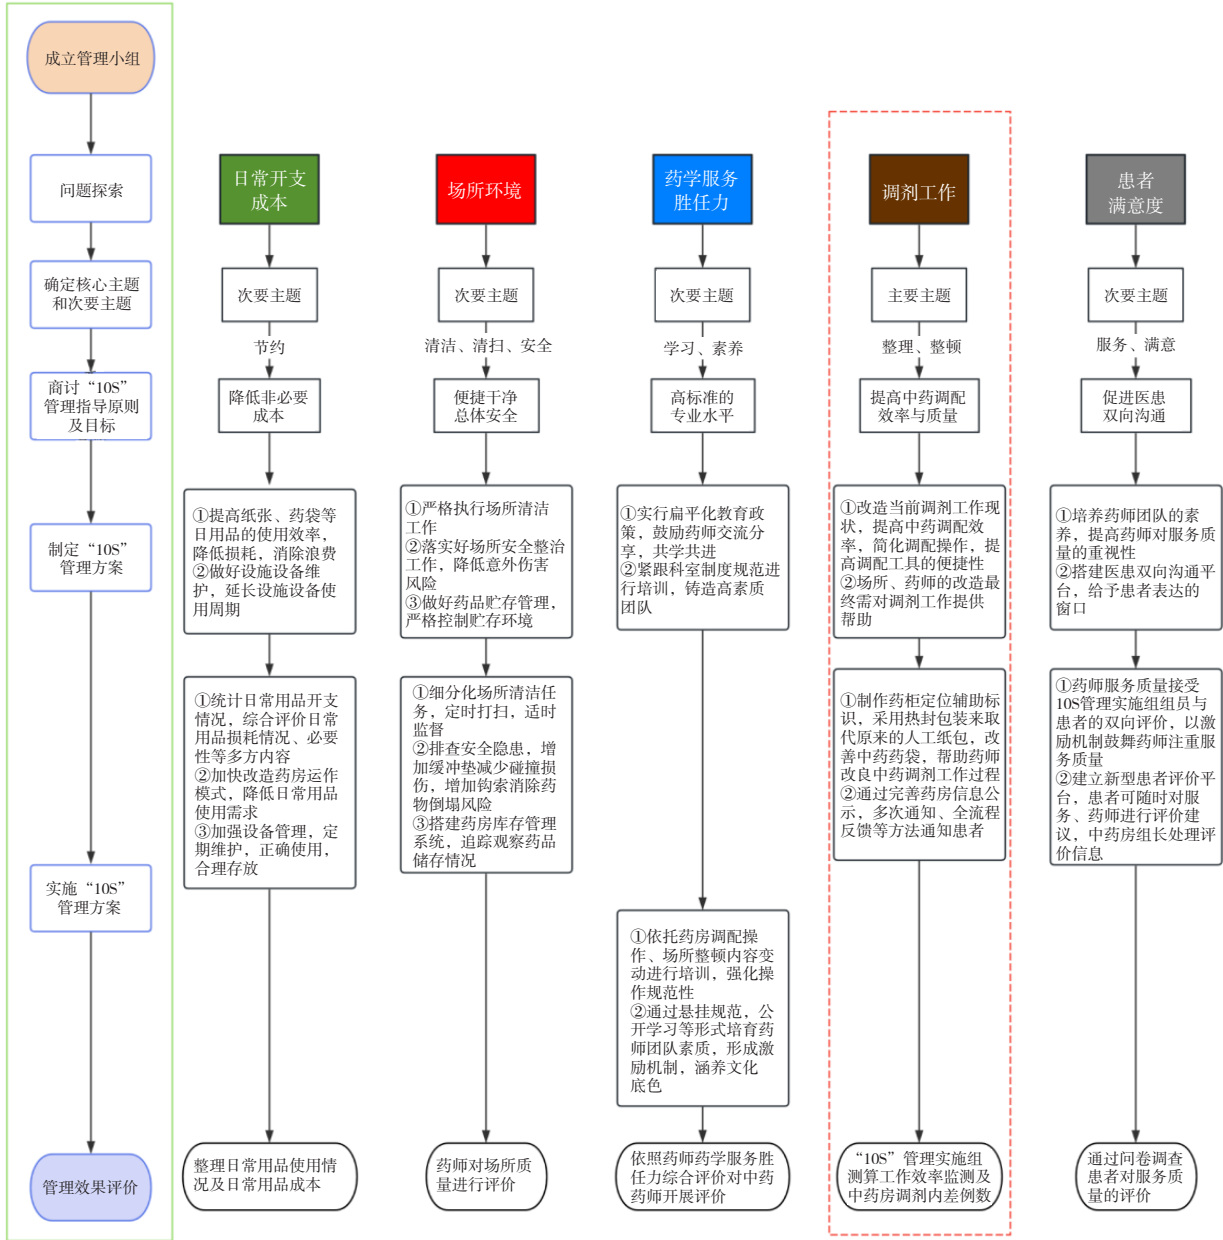 成立管理小组
问题探索
确定核心主题
和次要主题
商讨“10S”
管理指导原则
及目标
制定“10S”
管理方案
实施“10S”
管理方案
管理效果评价
日常开支
成本
次要主题
节约
降低非必要
成本
①提高纸张、药袋等
日用品的使用效率，
降低损耗，消除浪费
②做好设施设备维
护，延长设施设备使
用周期
①统计日常用品开支
情况，综合评价日常
用品损耗情况、必要
性等多方内容
②加快改造药房运作
模式，降低日常用品
使用需求
③加强设备管理，定
期维护，正确使用，
合理存放
整理日常用品使用情
况及日常用品成本
场所环境
次要主题
清洁、清扫、安全
便捷干净
总体安全
①严格执行场所清洁
工作
②落实好场所安全整治
工作，降低意外伤害
风险
③做好药品贮存管理，
严格控制贮存环境
①细分化场所清洁任
务，定时打扫，适时
监督
②排查安全隐患，增
加缓冲垫减少碰撞损
伤，增加钩索消除药
物倒塌风险
③搭建药房库存管理
系统，追踪观察药品
储存情况
药师对场所质
量进行评价
药学服务
胜任力
次要主题
学习、素养
高标准的
专业水平
①实行扁平化教育政
策，鼓励药师交流分
享，共学共进
②紧跟科室制度规范进
行培训，铸造高素质
团队
①依托药房调配操
作、场所整顿内容变
动进行培训，强化操
作规范性
②通过悬挂规范，公
开学习等形式培育药
师团队素质，形成激
励机制，涵养文化
底色
依照药师药学服务胜
任力综合评价对中药
药师开展评价
调剂工作
主要主题
整理、整顿
提高中药调配
效率与质量
①改造当前调剂工作现
状，提高中药调配效
率，简化调配操作，提
高调配工具的便捷性
②场所、药师的改造最
终需对调剂工作提供
帮助
①制作药柜定位辅助标
识，采用热封包装来取
代原来的人工纸包，改
善中药药袋，帮助药师
改良中药调剂工作过程
②通过完善药房信息公
示，多次通知、全流程
反馈等方法通知患者
“10S”管理实施组
测算工作效率监测及
中药房调剂内差例数
患者
满意度
次要主题
服务、满意
促进医患
双向沟通
①培养药师团队的素
养，提高药师对服务质
量的重视性
②搭建医患双向沟通平
台，给予患者表达的
窗口
①药师服务质量接受
10S管理实施组组员与
患者的双向评价，以激
励机制鼓舞药师注重服
务质量
②建立新型患者评价平
台，患者可随时对服
务、药师进行评价建
议，中药房组长处理评
价信息
通过问卷调查
患者对服务质
量的评价